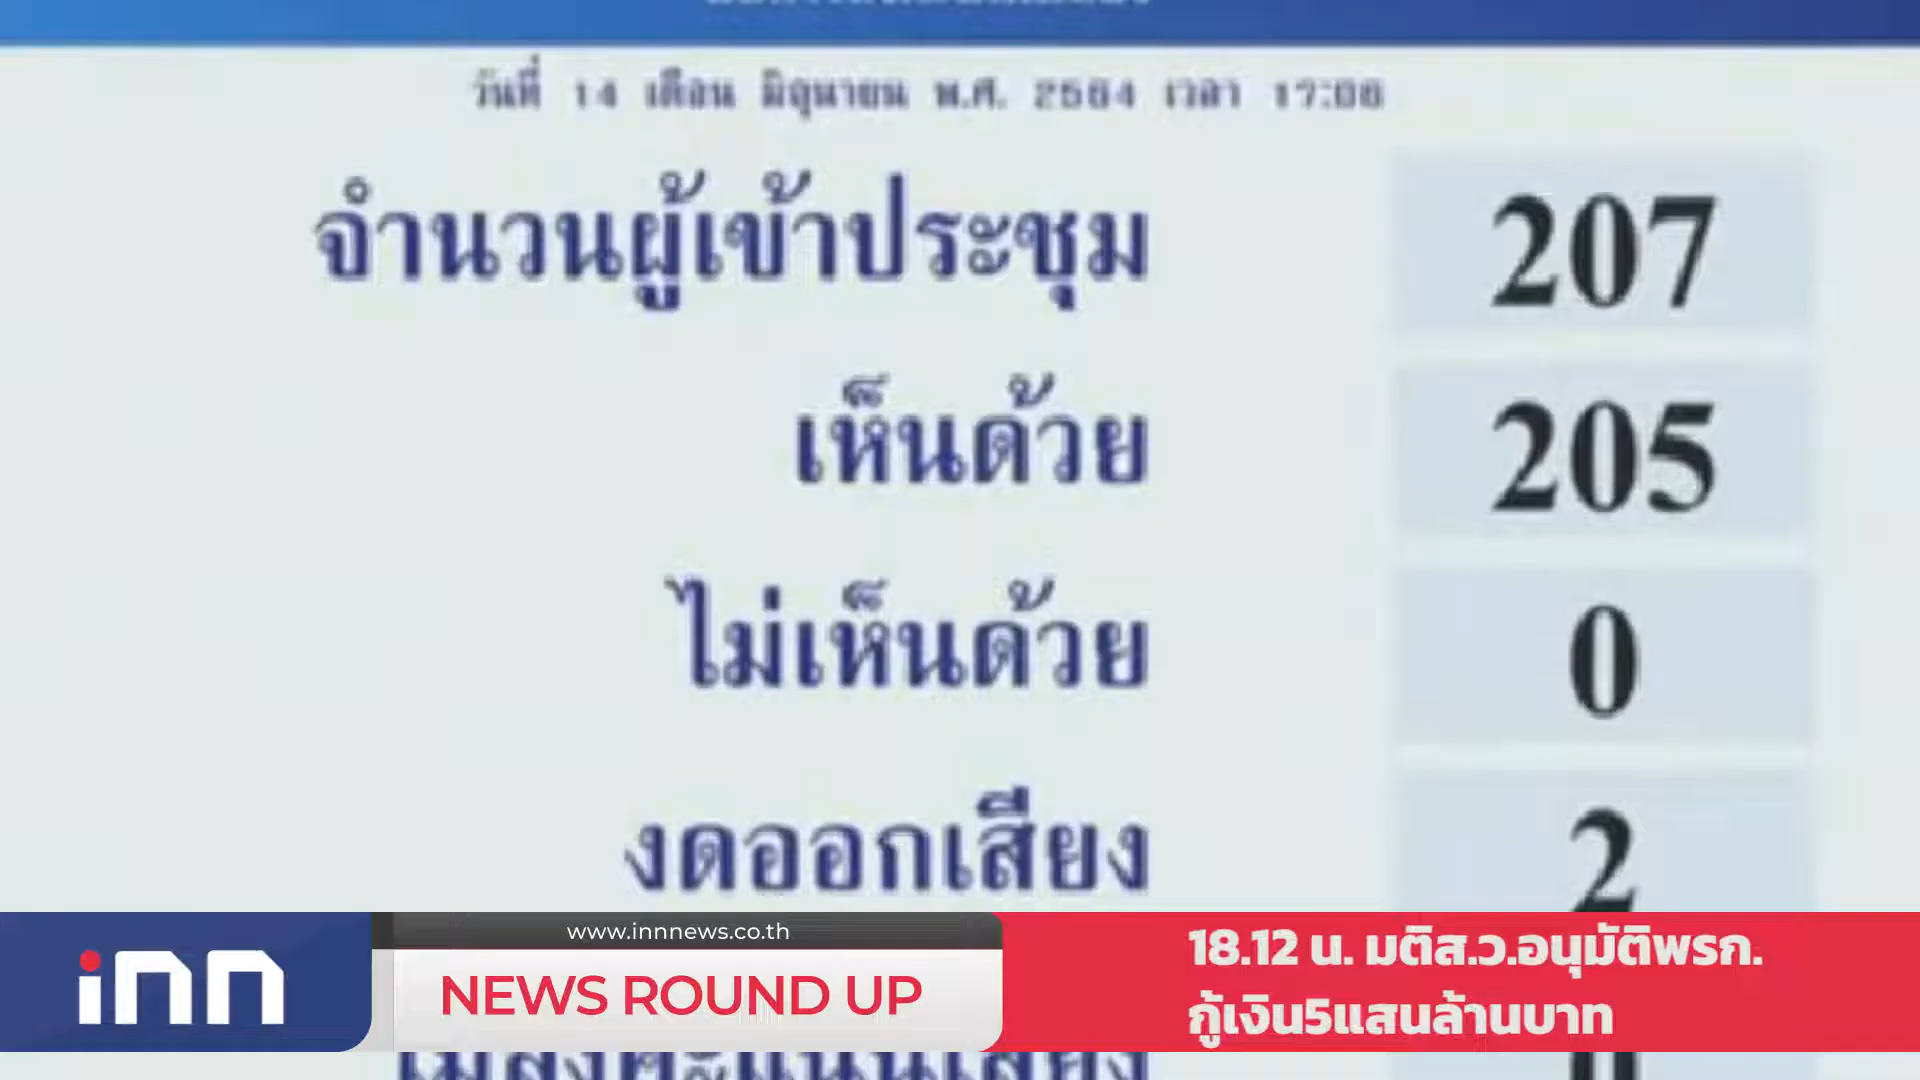 วันที่ 14 เดือน มิถุนายน พ.ศ. 2564 เวลา 17:06
จำนวนผู้เข้าประชุม 207
เห็นด้วย 205
ไม่เห็นด้วย 0
งดออกเสียง 2
inn
www.innnews.co.th
NEWS ROUND UP
18.12 น. มติส.ว.อนุมัติพรก.
กู้เงิน5แสนล้านบาท